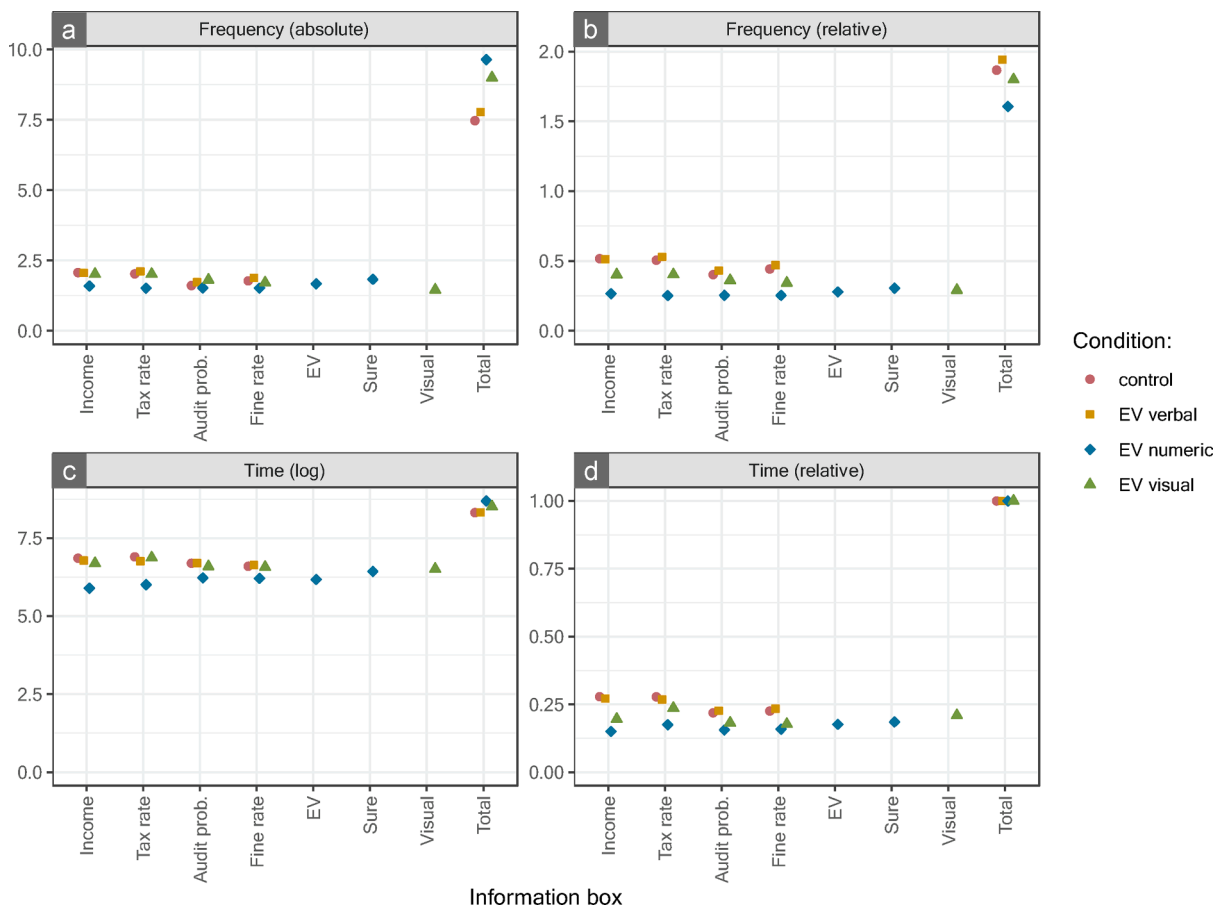 a Frequency (absolute)
10.0
7.5
5.0
2.5
0.0
Income
Tax rate
Audit prob.
Fine rate
EV
Sure
Visual
Total
b Frequency (relative)
2.0
1.5
1.0
0.5
0.0
Income
Tax rate
Audit prob.
Fine rate
EV
Sure
Visual
Total
c Time (log)
7.5
5.0
2.5
0.0
Income
Tax rate
Audit prob.
Fine rate
EV
Sure
Visual
Total
d Time (relative)
1.00
0.75
0.50
0.25
0.00
Income
Tax rate
Audit prob.
Fine rate
EV
Sure
Visual
Total
Information box
Condition:
control
EV verbal
EV numeric
EV visual